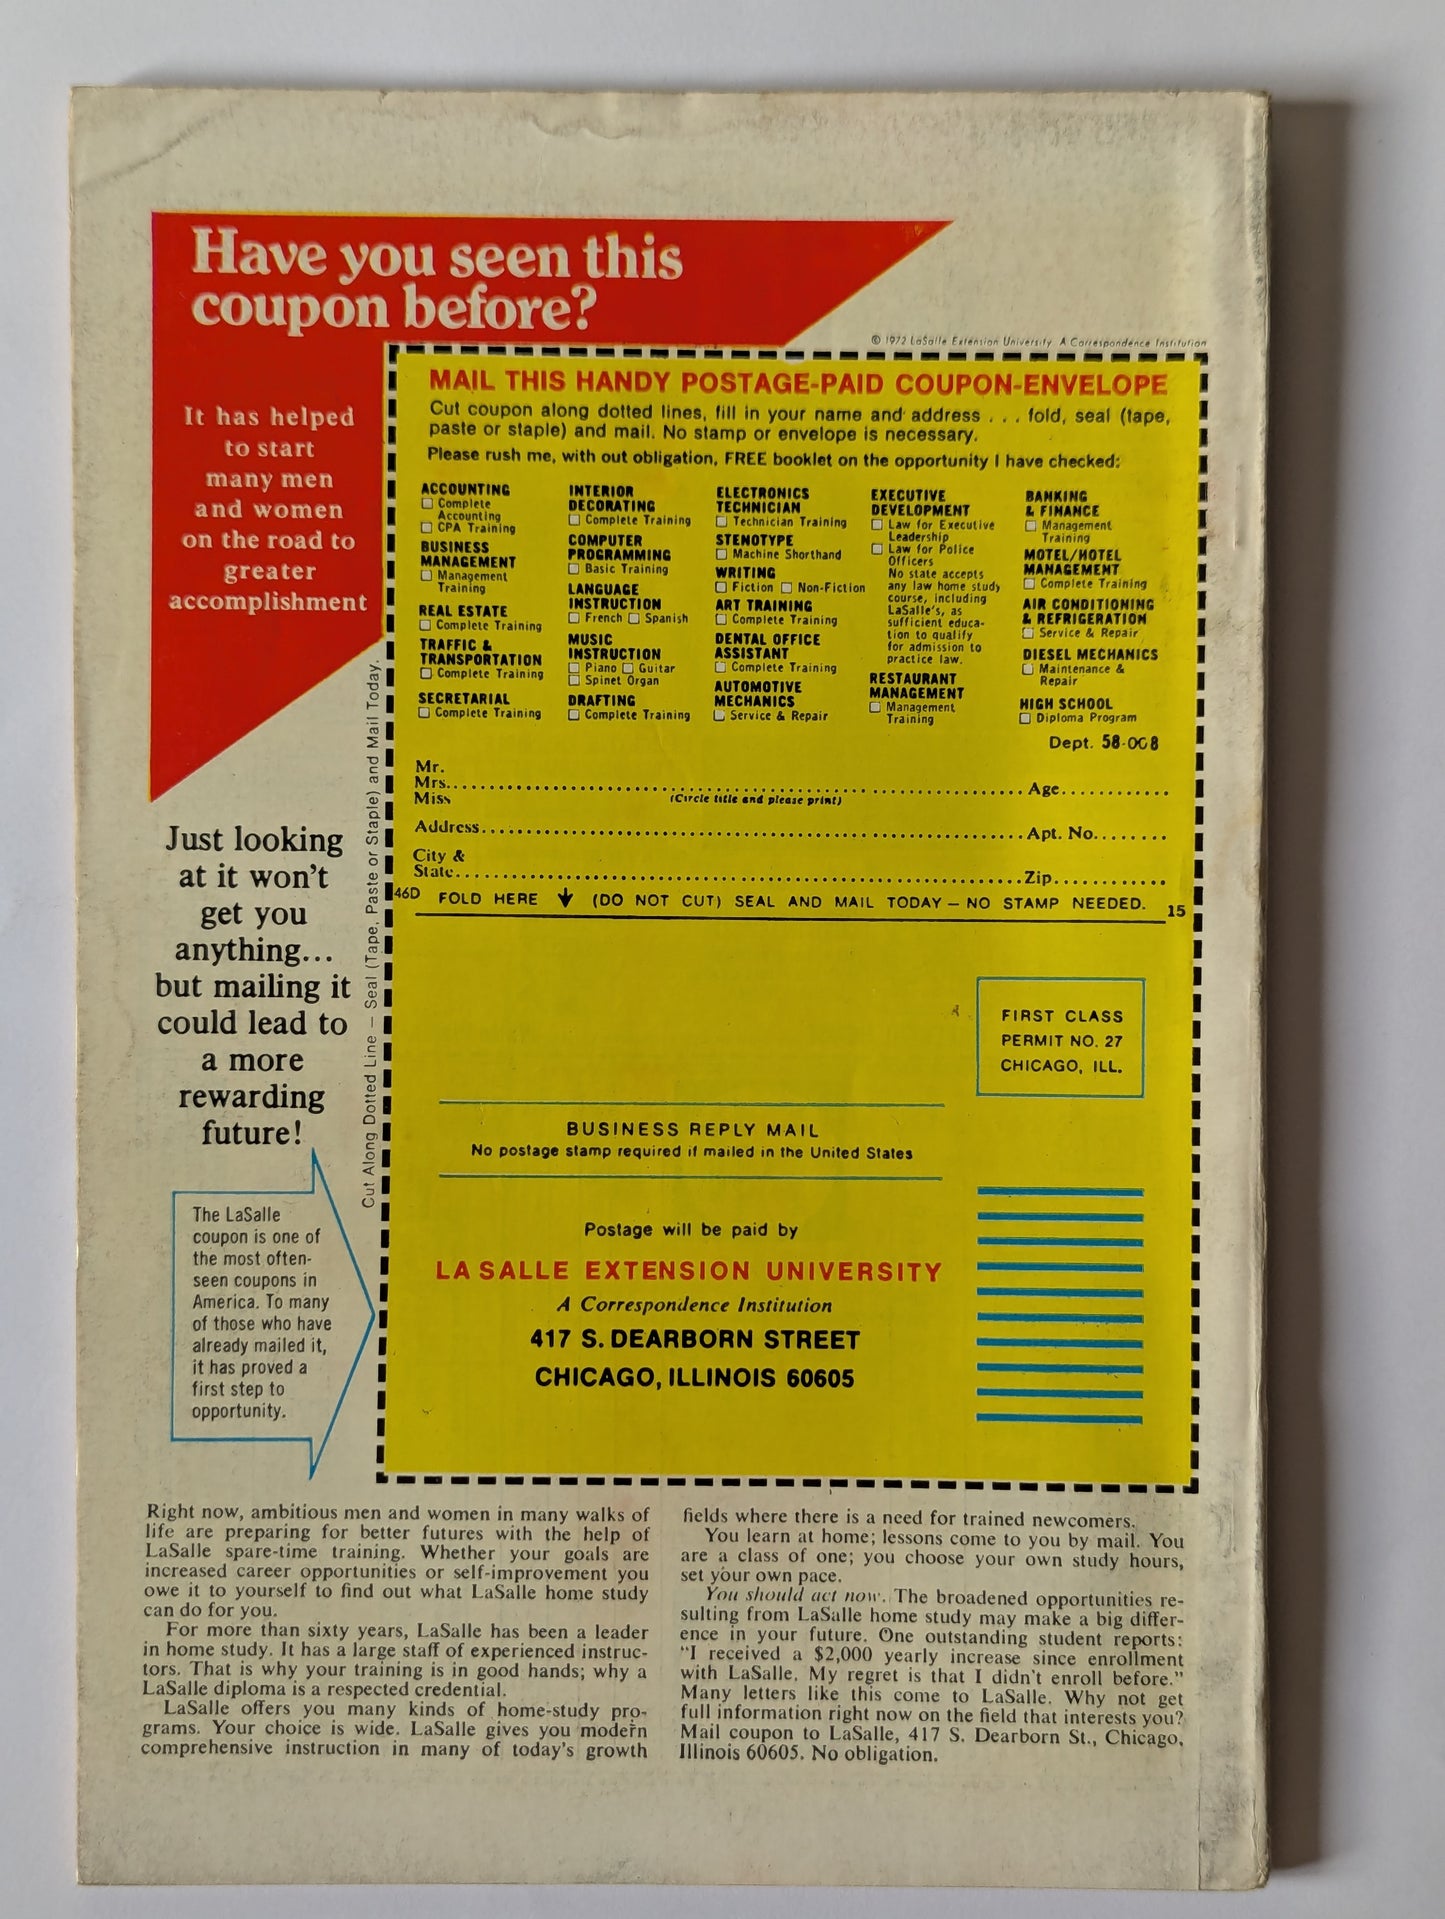 Have you seen this
coupon before?
It has helped
to start
many men
and women
on the road to
greater
accomplishment
Just looking
at it won't
get you
anything...
but mailing it
could lead to
a more
rewarding
future!
The LaSalle
coupon is one of
the most often-
seen coupons in
America. To many
of those who have
already mailed it,
it has proved a
first step to
opportunity.
Cut Along Dotted Line — Seal (Tape, Paste or Staple) and Mail Today.
© 1972 LaSalle Extension University A Correspondence Institution
MAIL THIS HANDY POSTAGE-PAID COUPON-ENVELOPE
Cut coupon along dotted lines, fill in your name and address . . . fold, seal (tape,
paste or staple) and mail. No stamp or envelope is necessary.
Please rush me, with out obligation, FREE booklet on the opportunity I have checked:
ACCOUNTING
☐ Complete
Accounting
☐ CPA Training
BUSINESS
MANAGEMENT
☐ Management
Training
REAL ESTATE
☐ Complete Training
TRAFFIC &
TRANSPORTATION
☐ Complete Training
SECRETARIAL
☐ Complete Training
INTERIOR
DECORATING
☐ Complete Training
COMPUTER
PROGRAMMING
☐ Basic Training
LANGUAGE
INSTRUCTION
☐ French ☐ Spanish
MUSIC
INSTRUCTION
☐ Piano ☐ Guitar
☐ Spinet Organ
DRAFTING
☐ Complete Training
ELECTRONICS
TECHNICIAN
☐ Technician Training
STENOTYPE
☐ Machine Shorthand
WRITING
☐ Fiction ☐ Non-Fiction
ART TRAINING
☐ Complete Training
DENTAL OFFICE
ASSISTANT
☐ Complete Training
AUTOMOTIVE
MECHANICS
☐ Service & Repair
EXECUTIVE
DEVELOPMENT
☐ Law for Executive
Leadership
☐ Law for Police
Officers
No state accepts
any law home study
course, including
LaSalle's, as
sufficient educa-
tion to qualify
for admission to
practice law.
RESTAURANT
MANAGEMENT
☐ Management
Training
BANKING
& FINANCE
☐ Management
Training
MOTEL/HOTEL
MANAGEMENT
☐ Complete Training
AIR CONDITIONING
& REFRIGERATION
☐ Service & Repair
DIESEL MECHANICS
☐ Maintenance &
Repair
HIGH SCHOOL
☐ Diploma Program
Dept. 58-008
Mr.
Mrs.......................................................... Age...........
Miss (Circle title and please print)
Address.......................................................... Apt. No........
City &
State.......................................................... Zip............
46D FOLD HERE ↓ (DO NOT CUT) SEAL AND MAIL TODAY — NO STAMP NEEDED. 15
FIRST CLASS
PERMIT NO. 27
CHICAGO, ILL.
BUSINESS REPLY MAIL
No postage stamp required if mailed in the United States
Postage will be paid by
LA SALLE EXTENSION UNIVERSITY
A Correspondence Institution
417 S. DEARBORN STREET
CHICAGO, ILLINOIS 60605
Right now, ambitious men and women in many walks of
life are preparing for better futures with the help of
LaSalle spare-time training. Whether your goals are
increased career opportunities or self-improvement you
owe it to yourself to find out what LaSalle home study
can do for you.
For more than sixty years, LaSalle has been a leader
in home study. It has a large staff of experienced instruc-
tors. That is why your training is in good hands; why a
LaSalle diploma is a respected credential.
LaSalle offers you many kinds of home-study pro-
grams. Your choice is wide. LaSalle gives you modern
comprehensive instruction in many of today's growth
fields where there is a need for trained newcomers.
You learn at home; lessons come to you by mail. You
are a class of one; you choose your own study hours,
set your own pace.
You should act now. The broadened opportunities re-
sulting from LaSalle home study may make a big differ-
ence in your future. One outstanding student reports:
"I received a $2,000 yearly increase since enrollment
with LaSalle. My regret is that I didn't enroll before."
Many letters like this come to LaSalle. Why not get
full information right now on the field that interests you?
Mail coupon to LaSalle, 417 S. Dearborn St., Chicago,
Illinois 60605. No obligation.